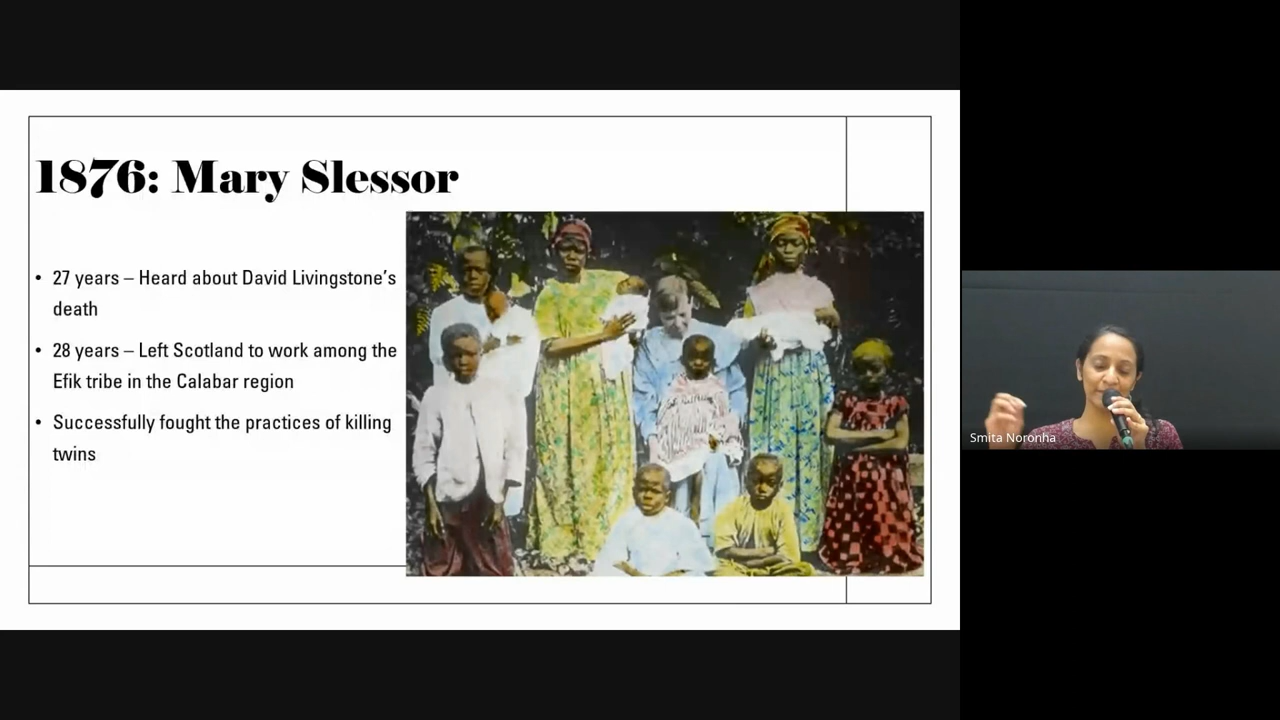 1876: Mary Slessor
• 27 years – Heard about David Livingstone's
death
• 28 years – Left Scotland to work among the
Efik tribe in the Calabar region
• Successfully fought the practices of killing
twins
Smita Noronha